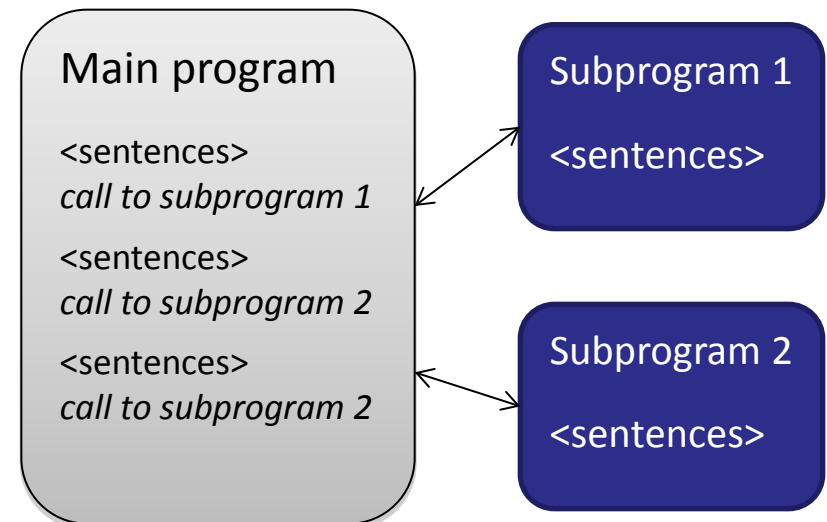 Main program
<sentences>
call to subprogram 1
<sentences>
call to subprogram 2
<sentences>
call to subprogram 2
Subprogram 1
<sentences>
Subprogram 2
<sentences>